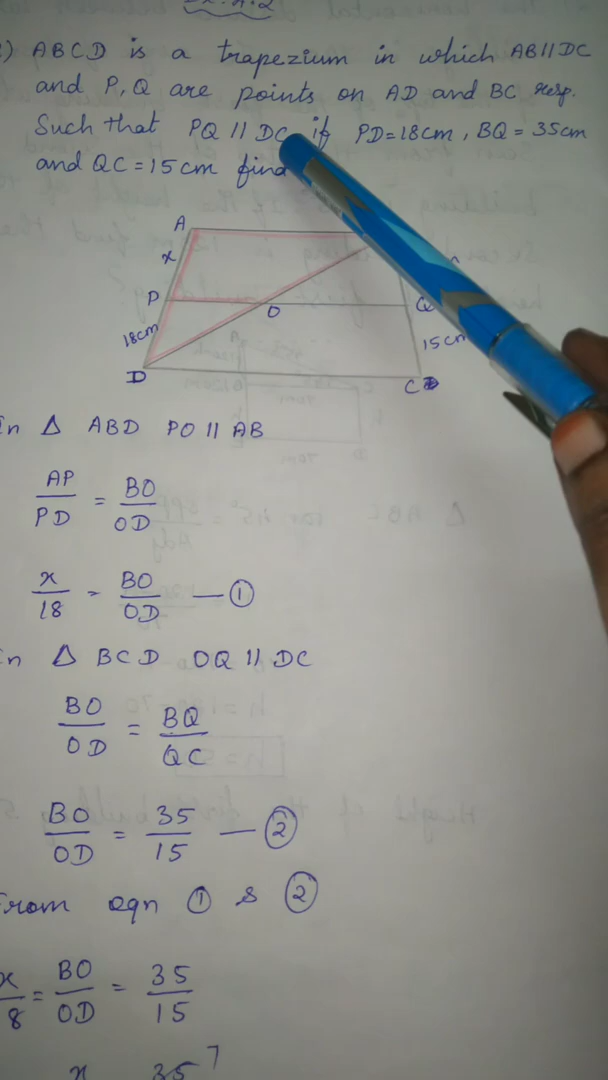 ABCD is a trapezium in which AB∥DC
and P, Q are points on AD and BC resp.
Such that PQ ∥ DC if PD=18cm, BQ = 35cm
and QC = 15cm find
A
x
P
Q
O
18cm
15cm
D
C
In Δ ABD PO ∥ AB
AP/PD = BO/OD
x/18 = BO/OD — ①
In Δ BCD OQ ∥ DC
BO/OD = BQ/QC
BO/OD = 35/15 — ②
From eqn ① & ②
x/18 = BO/OD = 35/15
x 35 7